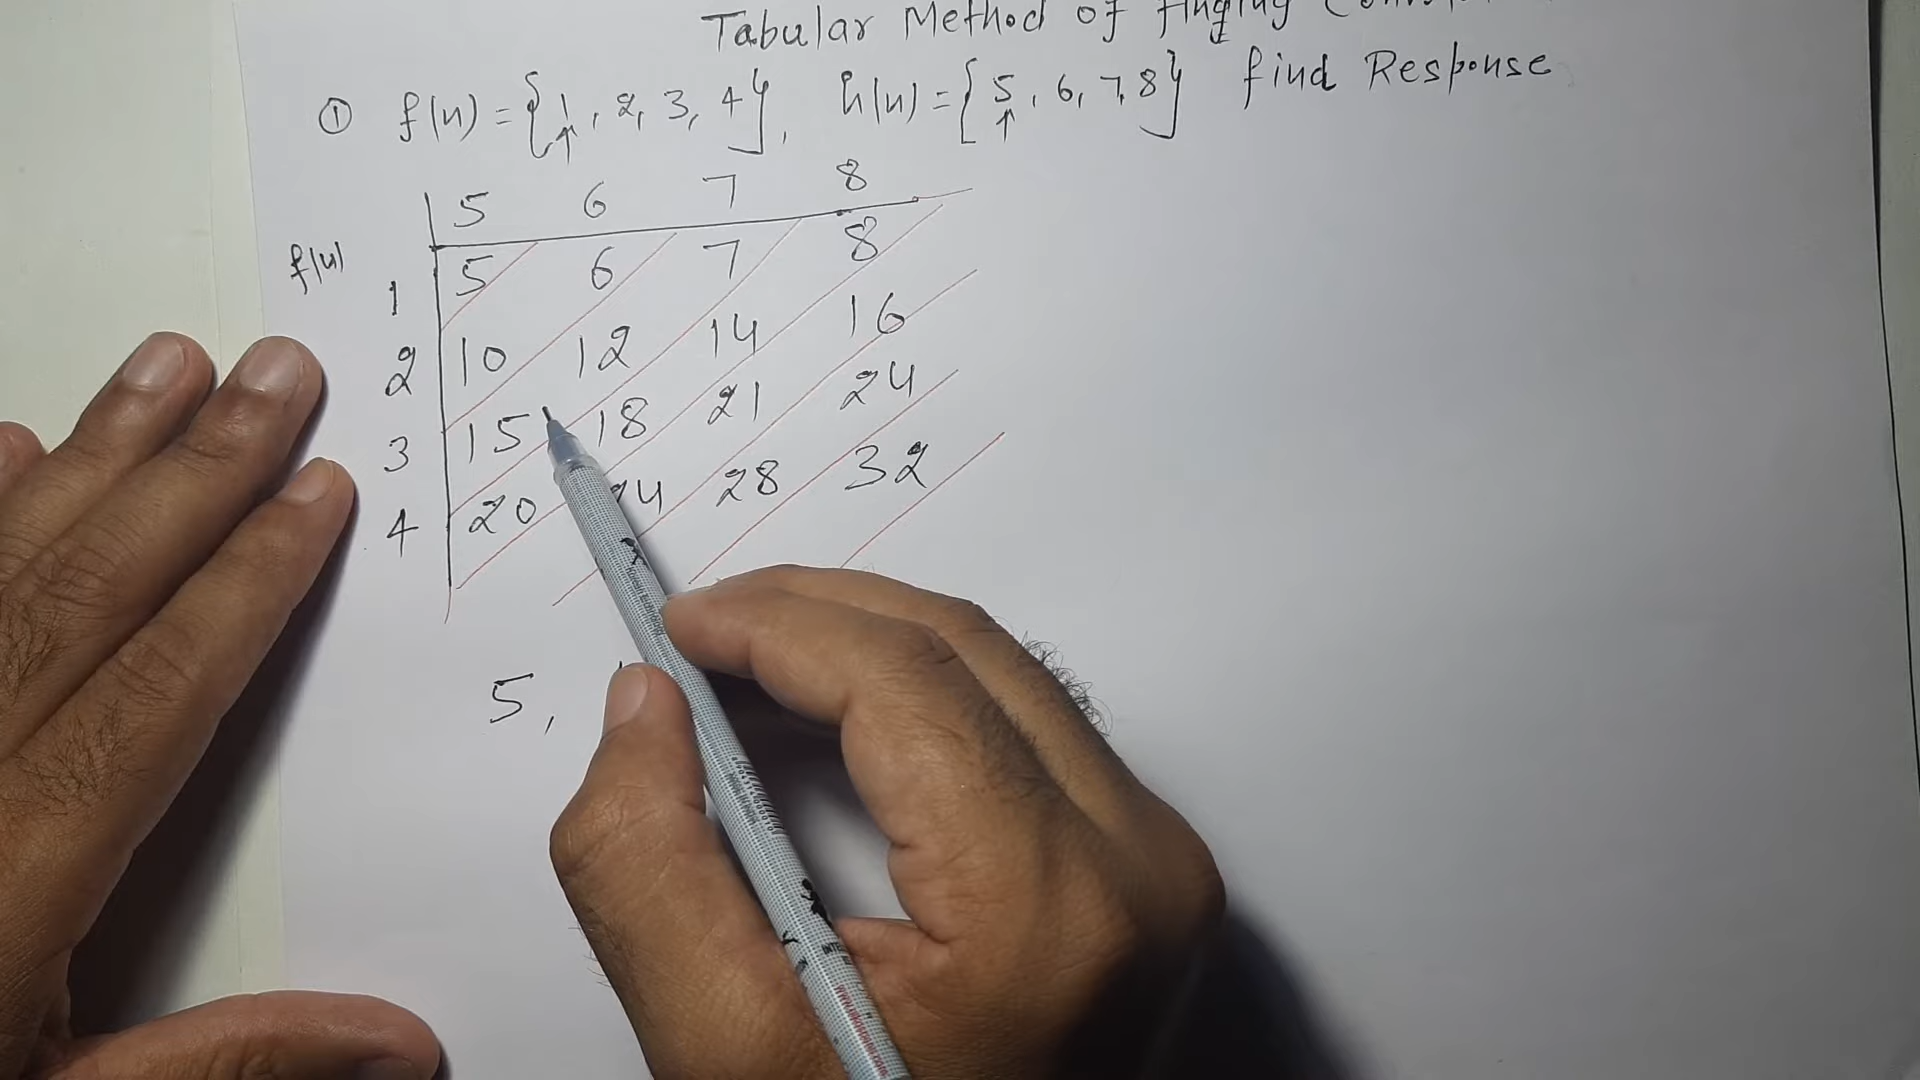 Tabular Method of Finding
① f(n) = {1, 2, 3, 4}, h(n) = {5, 6, 7, 8} find Response
↑ ↑
5 6 7 8
f(n)
1 5 6 7 8
2 10 12 14 16
3 15 18 21 24
4 20 24 28 32
5,